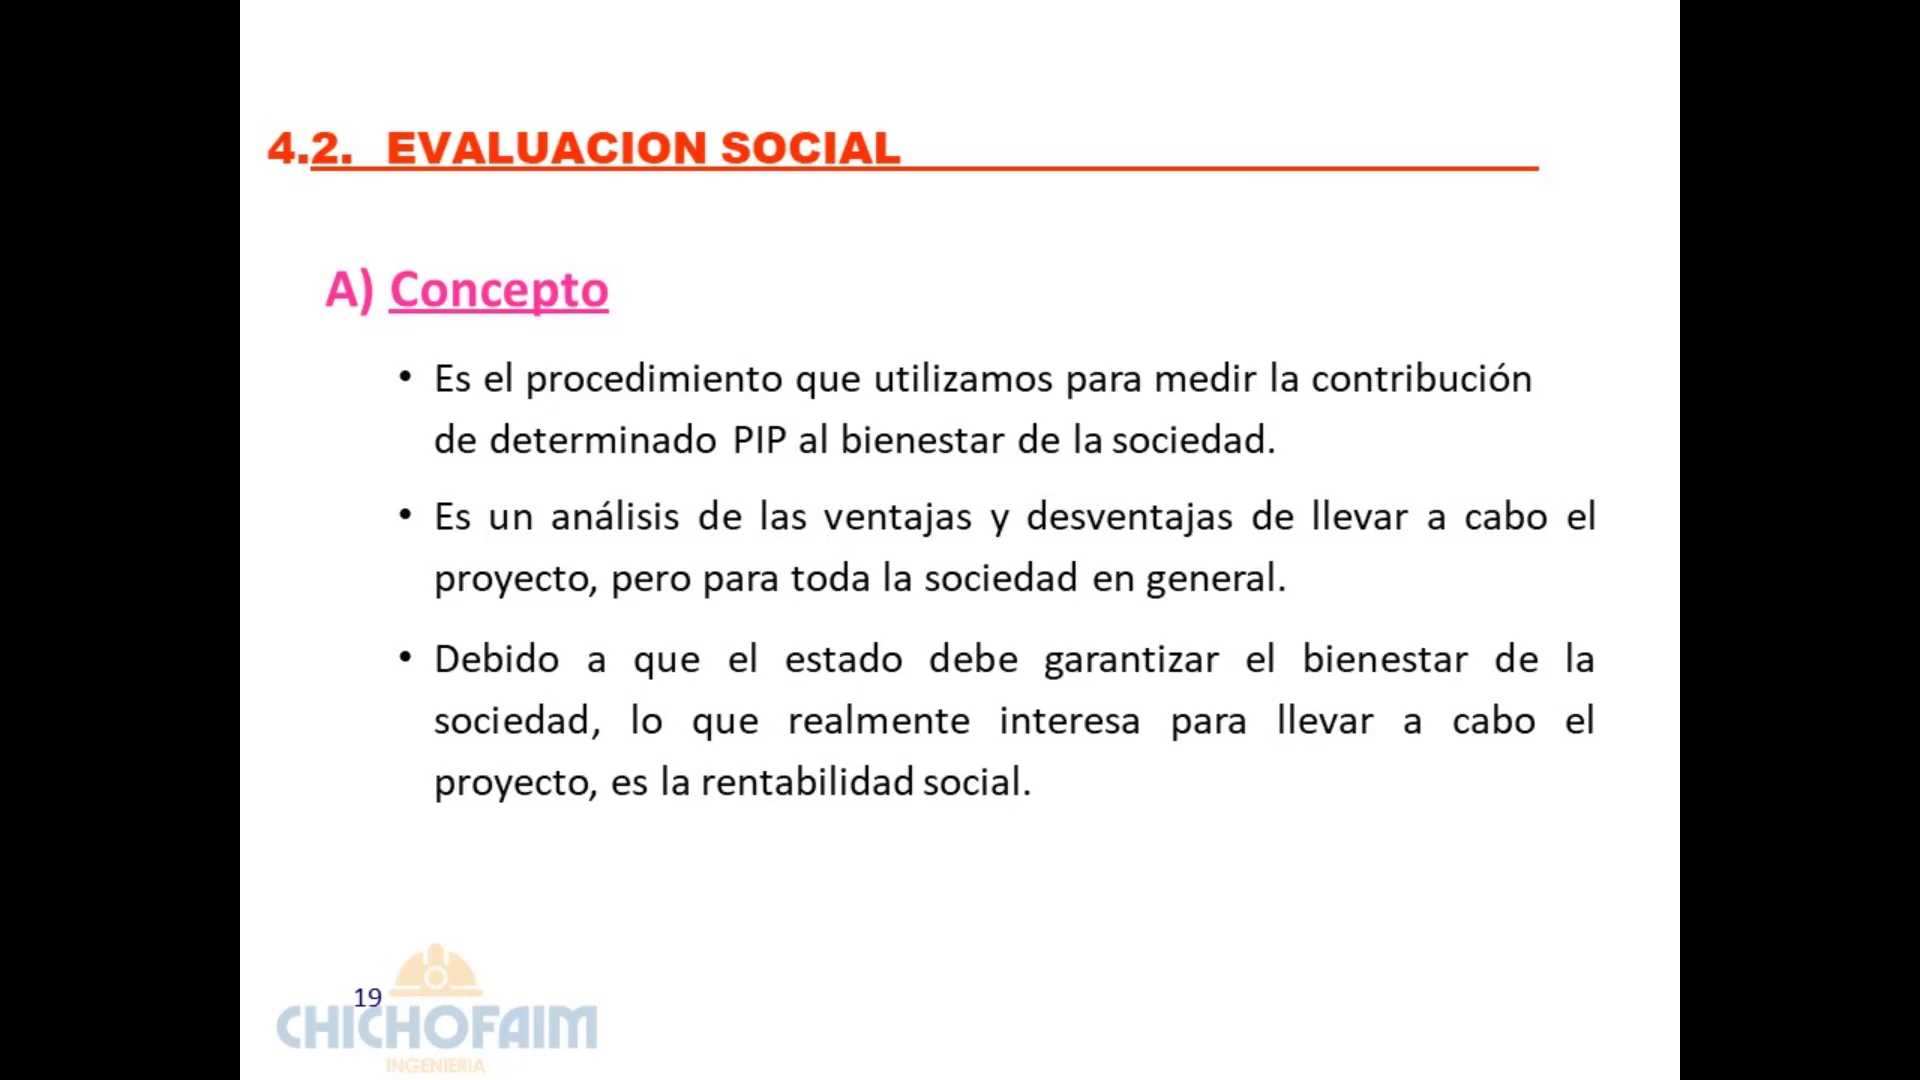 4.2. EVALUACION SOCIAL
A) Concepto
• Es el procedimiento que utilizamos para medir la contribución
de determinado PIP al bienestar de la sociedad.
• Es un análisis de las ventajas y desventajas de llevar a cabo el
proyecto, pero para toda la sociedad en general.
• Debido a que el estado debe garantizar el bienestar de la
sociedad, lo que realmente interesa para llevar a cabo el
proyecto, es la rentabilidad social.
19
CHICHOFAIM
INGENIERIA